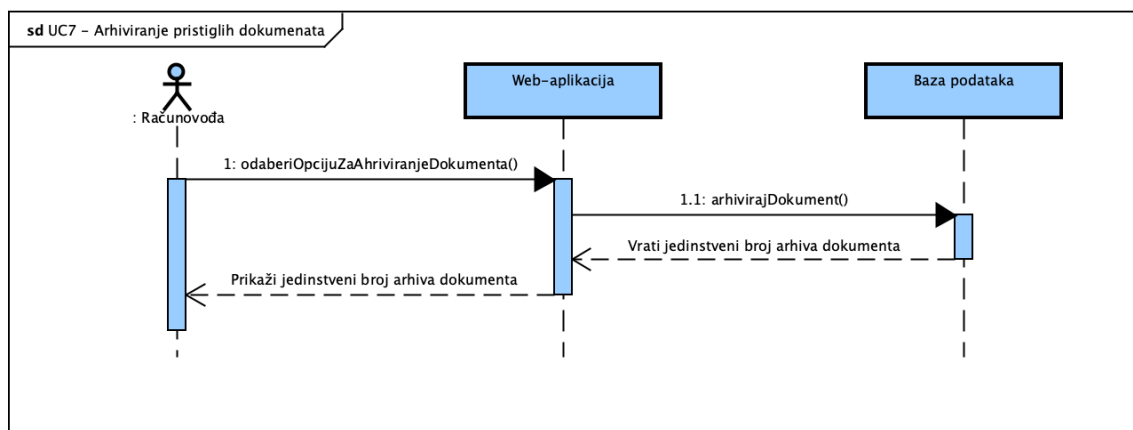 sd UC7 – Arhiviranje pristiglih dokumenata
: Računovođa
Web-aplikacija
Baza podataka
1: odaberiOpcijuZaAhriviranjeDokumenta()
1.1: arhivirajDokument()
Vrati jedinstveni broj arhiva dokumenta
Prikaži jedinstveni broj arhiva dokumenta